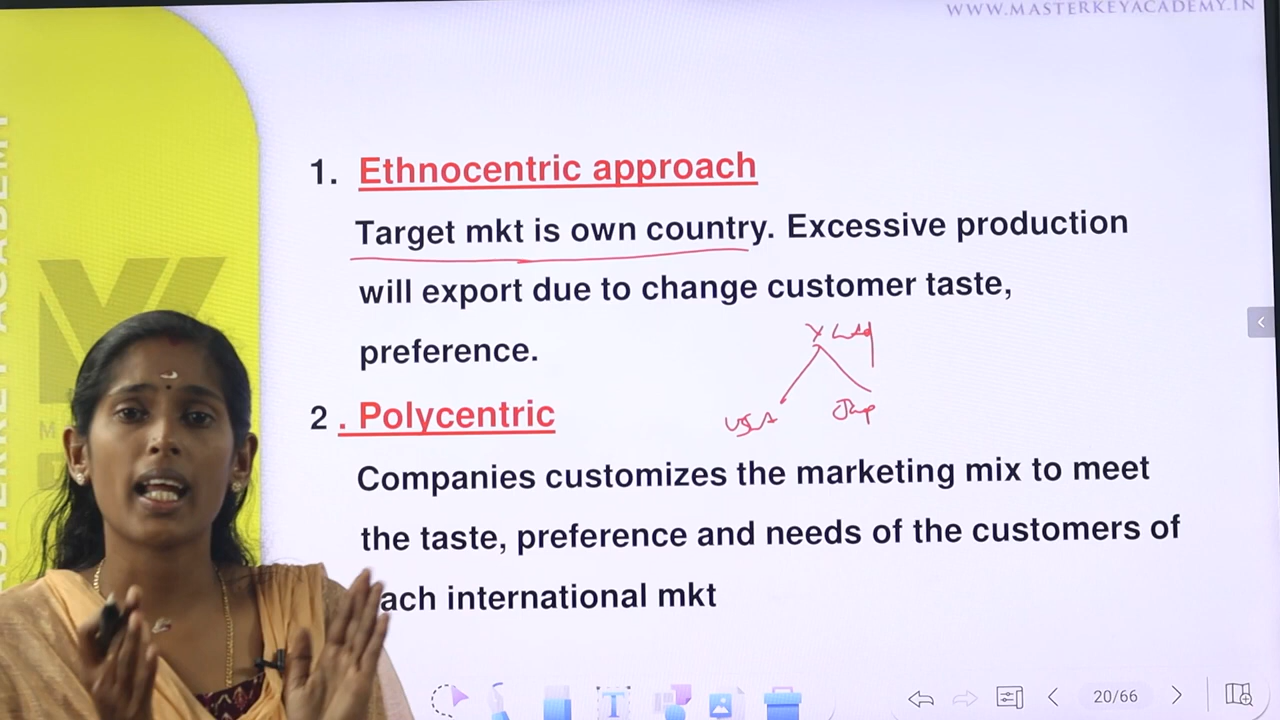 WWW.MASTERKEYACADEMY.IN
1. Ethnocentric approach
Target mkt is own country. Excessive production
will export due to change customer taste,
preference.
USA Jap
2 . Polycentric
Companies customizes the marketing mix to meet
the taste, preference and needs of the customers of
ach international mkt
20/66